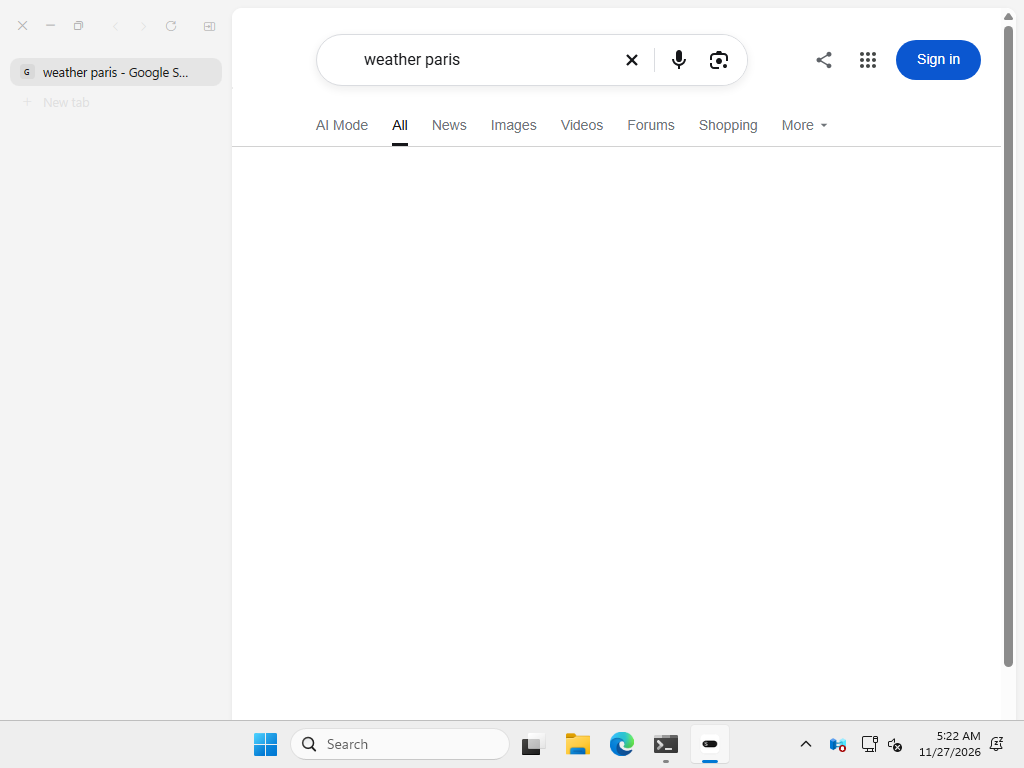 G weather paris - Google S...
+ New tab
weather paris
Sign in
AI Mode All News Images Videos Forums Shopping More
Search
5:22 AM
11/27/2026